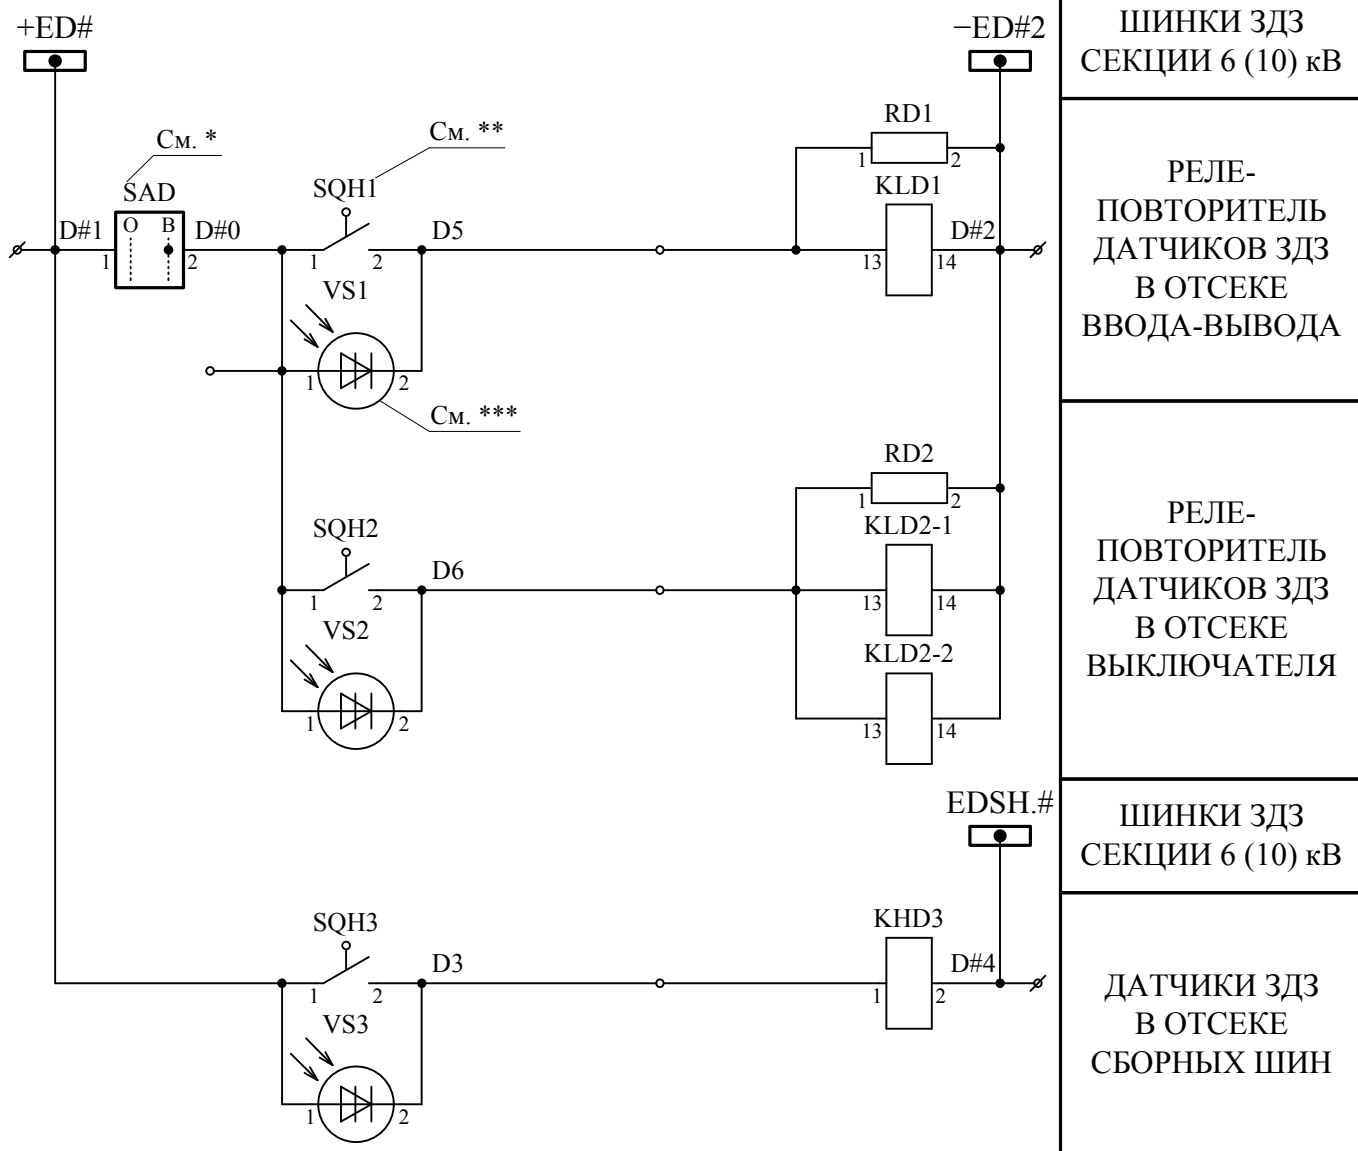 +ED#
−ED#2
ШИНКИ ЗДЗ
СЕКЦИИ 6 (10) кВ
См. *
SAD
O B
D#1
1
2
D#0
См. **
SQH1
1 2
D5
VS1
1 2
См. ***
RD1
1 2
KLD1
13 14
D#2
РЕЛЕ-
ПОВТОРИТЕЛЬ
ДАТЧИКОВ ЗДЗ
В ОТСЕКЕ
ВВОДА-ВЫВОДА
SQH2
1 2
D6
VS2
1 2
RD2
1 2
KLD2-1
13 14
KLD2-2
13 14
РЕЛЕ-
ПОВТОРИТЕЛЬ
ДАТЧИКОВ ЗДЗ
В ОТСЕКЕ
ВЫКЛЮЧАТЕЛЯ
EDSH.#
ШИНКИ ЗДЗ
СЕКЦИИ 6 (10) кВ
SQH3
1 2
D3
VS3
1 2
KHD3
1 2
D#4
ДАТЧИКИ ЗДЗ
В ОТСЕКЕ
СБОРНЫХ ШИН